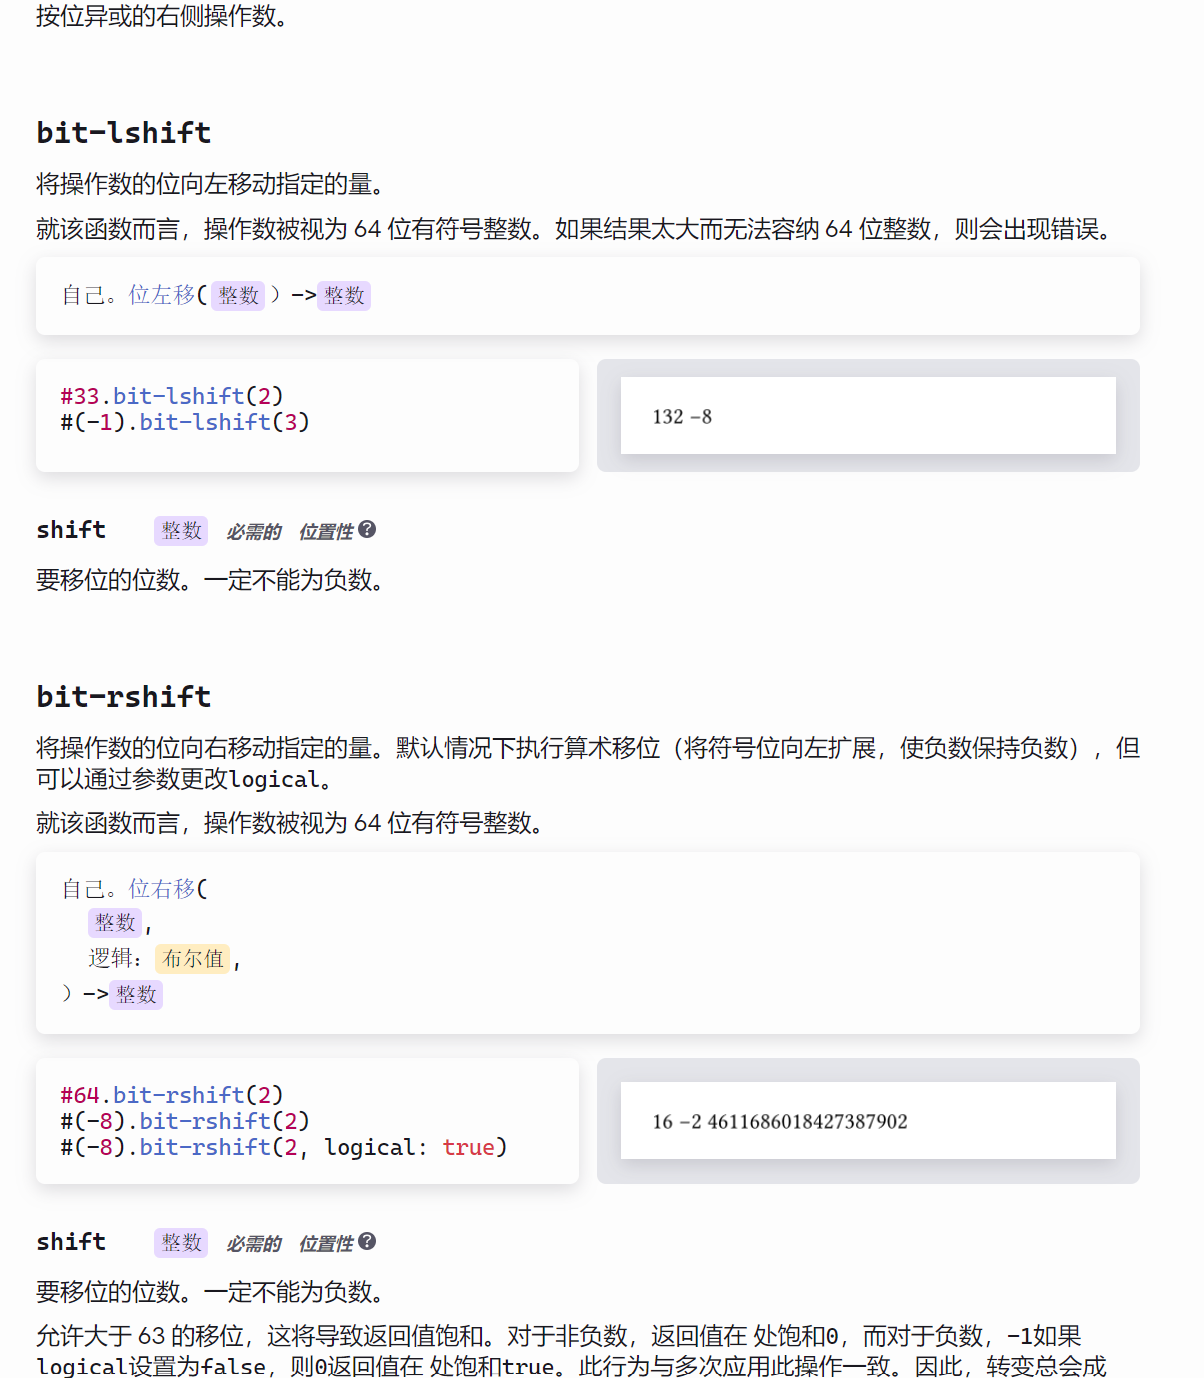 按位异或的右侧操作数。
bit-lshift
将操作数的位向左移动指定的量。
就该函数而言，操作数被视为 64 位有符号整数。如果结果太大而无法容纳 64 位整数，则会出现错误。
自己。位左移(整数）->整数
#33.bit-lshift(2)
#(-1).bit-lshift(3)
132 −8
shift 整数 必需的 位置性?
要移位的位数。一定不能为负数。
bit-rshift
将操作数的位向右移动指定的量。默认情况下执行算术移位（将符号位向左扩展，使负数保持负数），但
可以通过参数更改logical。
就该函数而言，操作数被视为 64 位有符号整数。
自己。位右移(
整数,
逻辑：布尔值,
）->整数
#64.bit-rshift(2)
#(-8).bit-rshift(2)
#(-8).bit-rshift(2, logical: true)
16 −2 4611686018427387902
shift 整数 必需的 位置性?
要移位的位数。一定不能为负数。
允许大于 63 的移位，这将导致返回值饱和。对于非负数，返回值在 处饱和0，而对于负数，-1如果
logical设置为false，则0返回值在 处饱和true。此行为与多次应用此操作一致。因此，转变总会成